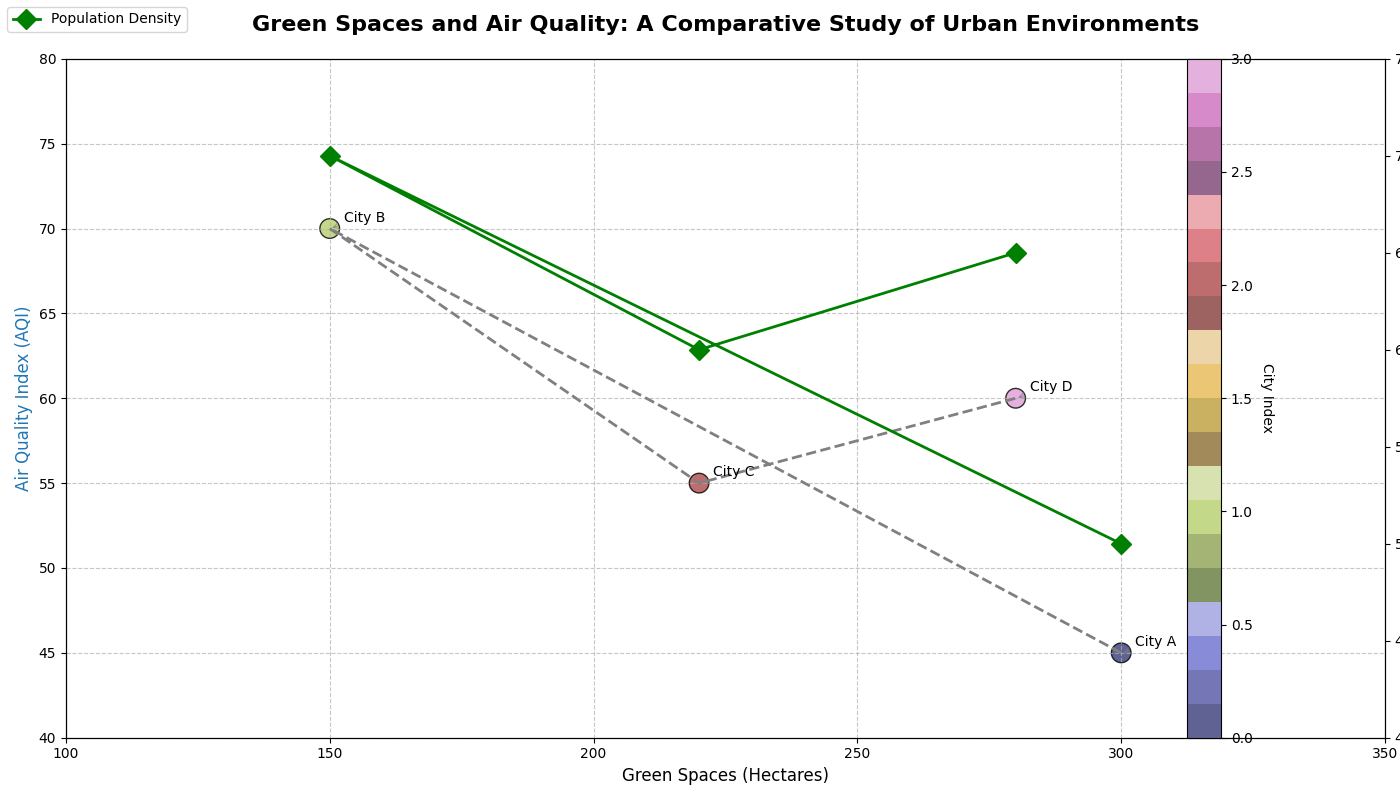 Population Density
Green Spaces and Air Quality: A Comparative Study of Urban Environments
Air Quality Index (AQI)
80
75
70
65
60
55
50
45
40
100
150
200
250
300
350
Green Spaces (Hectares)
City B
City C
City D
City A
3.0
2.5
2.0
1.5
1.0
0.5
0.0
City Index